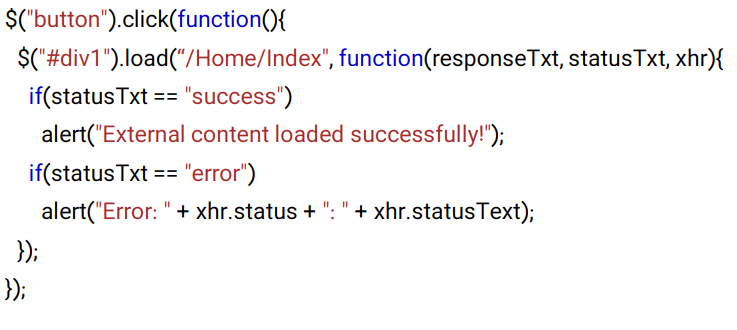 $("button").click(function(){
$("#div1").load(“/Home/Index", function(responseTxt, statusTxt, xhr){
if(statusTxt == "success")
alert("External content loaded successfully!");
if(statusTxt == "error")
alert("Error: " + xhr.status + ": " + xhr.statusText);
});
});